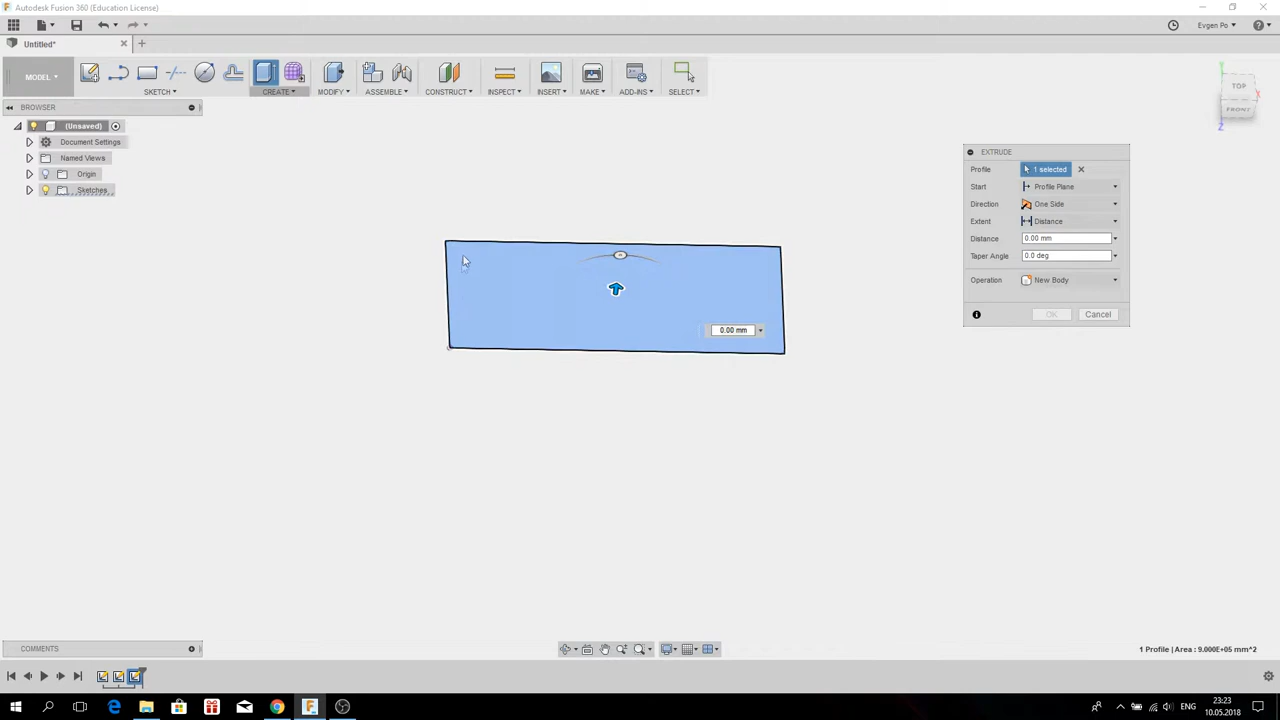 Autodesk Fusion 360 (Education License)
Evgen Po
Untitled*
MODEL
SKETCH
CREATE
MODIFY
ASSEMBLE
CONSTRUCT
INSPECT
INSERT
MAKE
ADD-INS
SELECT
TOP
FRONT
Y
X
Z
BROWSER
(Unsaved)
Document Settings
Named Views
Origin
Sketches
EXTRUDE
Profile 1 selected
Start Profile Plane
Direction One Side
Extent Distance
Distance 0.00 mm
Taper Angle 0.0 deg
Operation New Body
OK Cancel
0.00 mm
COMMENTS
1 Profile | Area : 9.000E+05 mm^2
ENG
23:23
10.05.2018